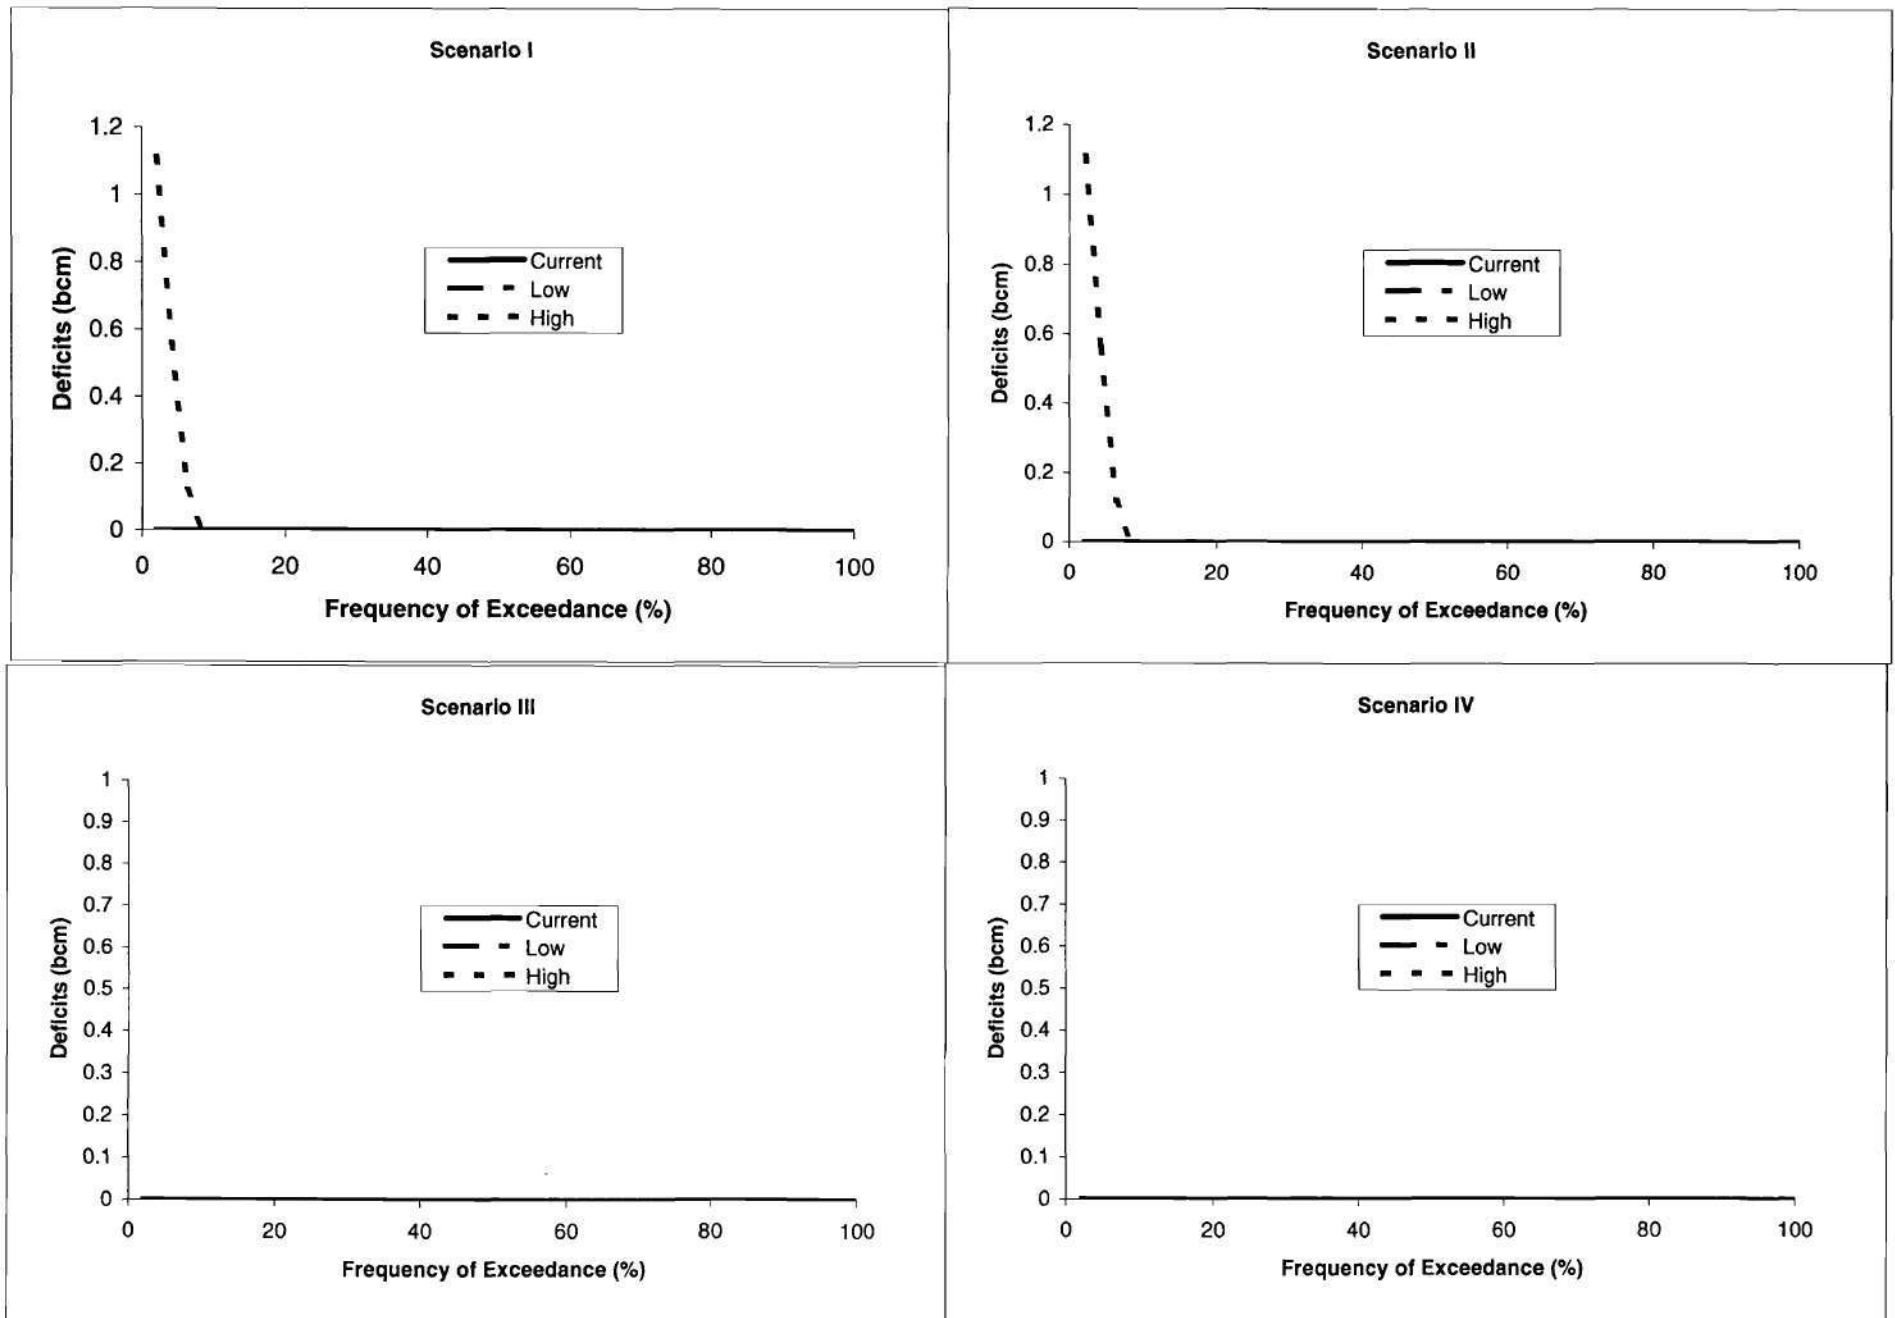 Scenario I
1.2
1
0.8
0.6
0.4
0.2
0
Deficits (bcm)
Current
Low
High
0 20 40 60 80 100
Frequency of Exceedance (%)
Scenario II
1.2
1
0.8
0.6
0.4
0.2
0
Deficits (bcm)
Current
Low
High
0 20 40 60 80 100
Frequency of Exceedance (%)
Scenario III
1
0.9
0.8
0.7
0.6
0.5
0.4
0.3
0.2
0.1
0
Deficits (bcm)
Current
Low
High
0 20 40 60 80 100
Frequency of Exceedance (%)
Scenario IV
1
0.9
0.8
0.7
0.6
0.5
0.4
0.3
0.2
0.1
0
Deficits (bcm)
Current
Low
High
0 20 40 60 80 100
Frequency of Exceedance (%)